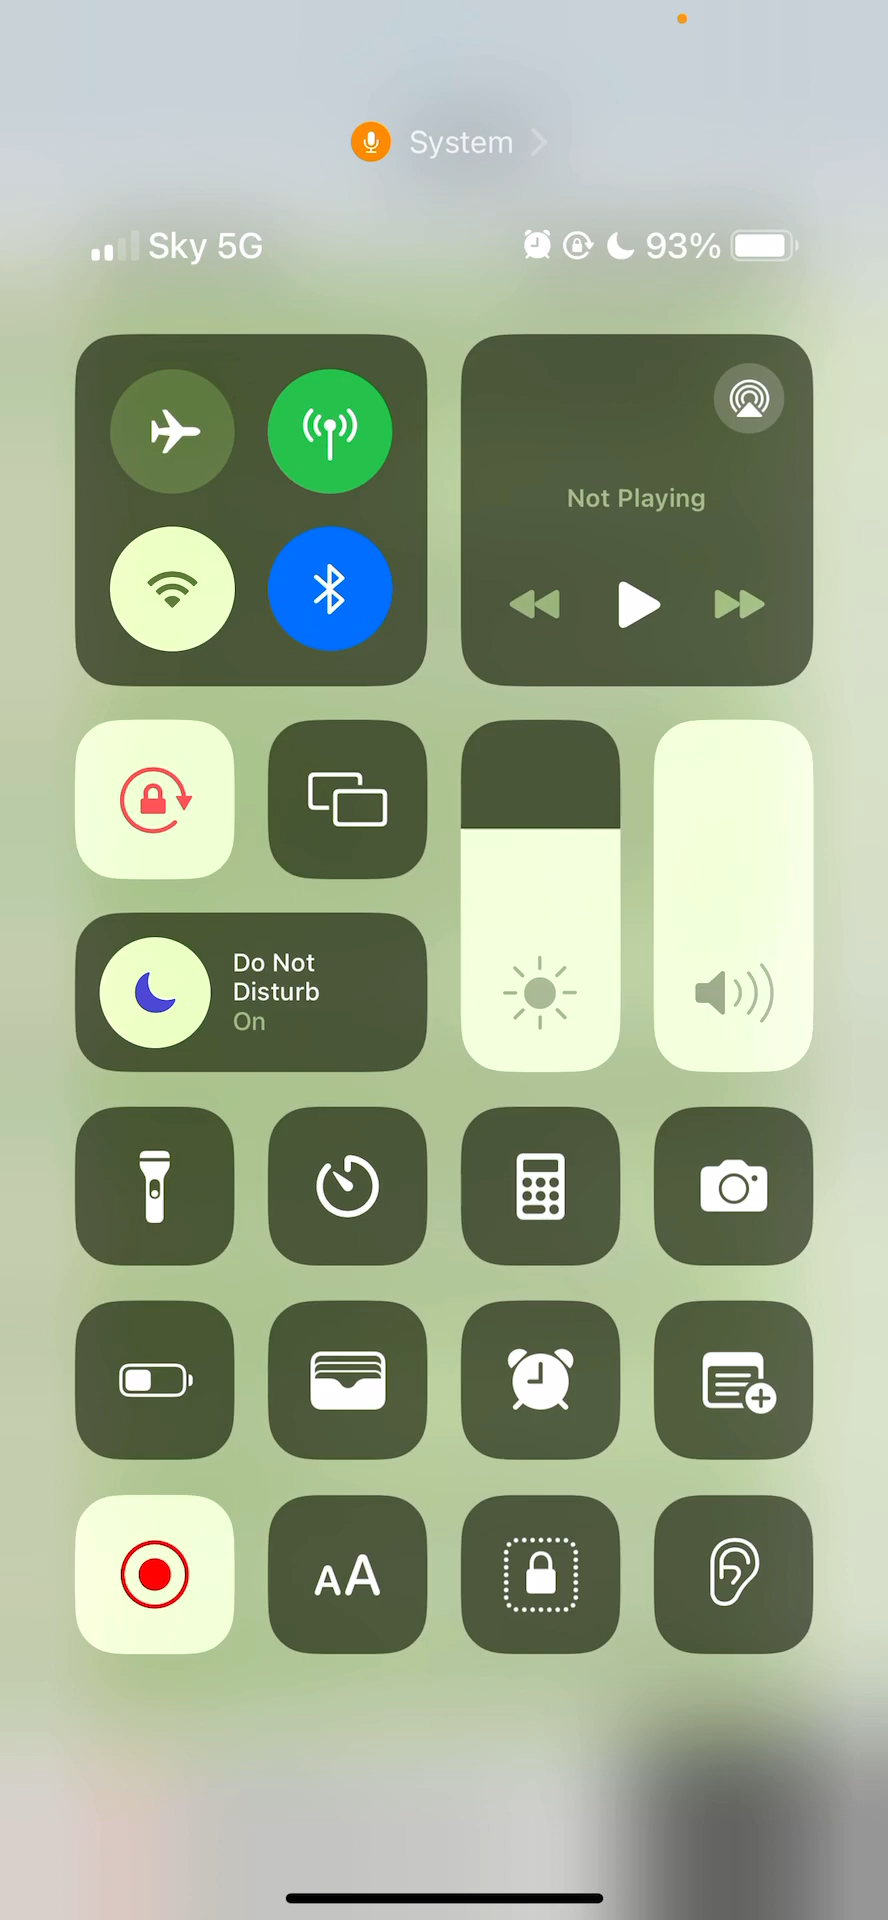 System
Sky 5G 93%
Not Playing
Do Not
Disturb
On
AA